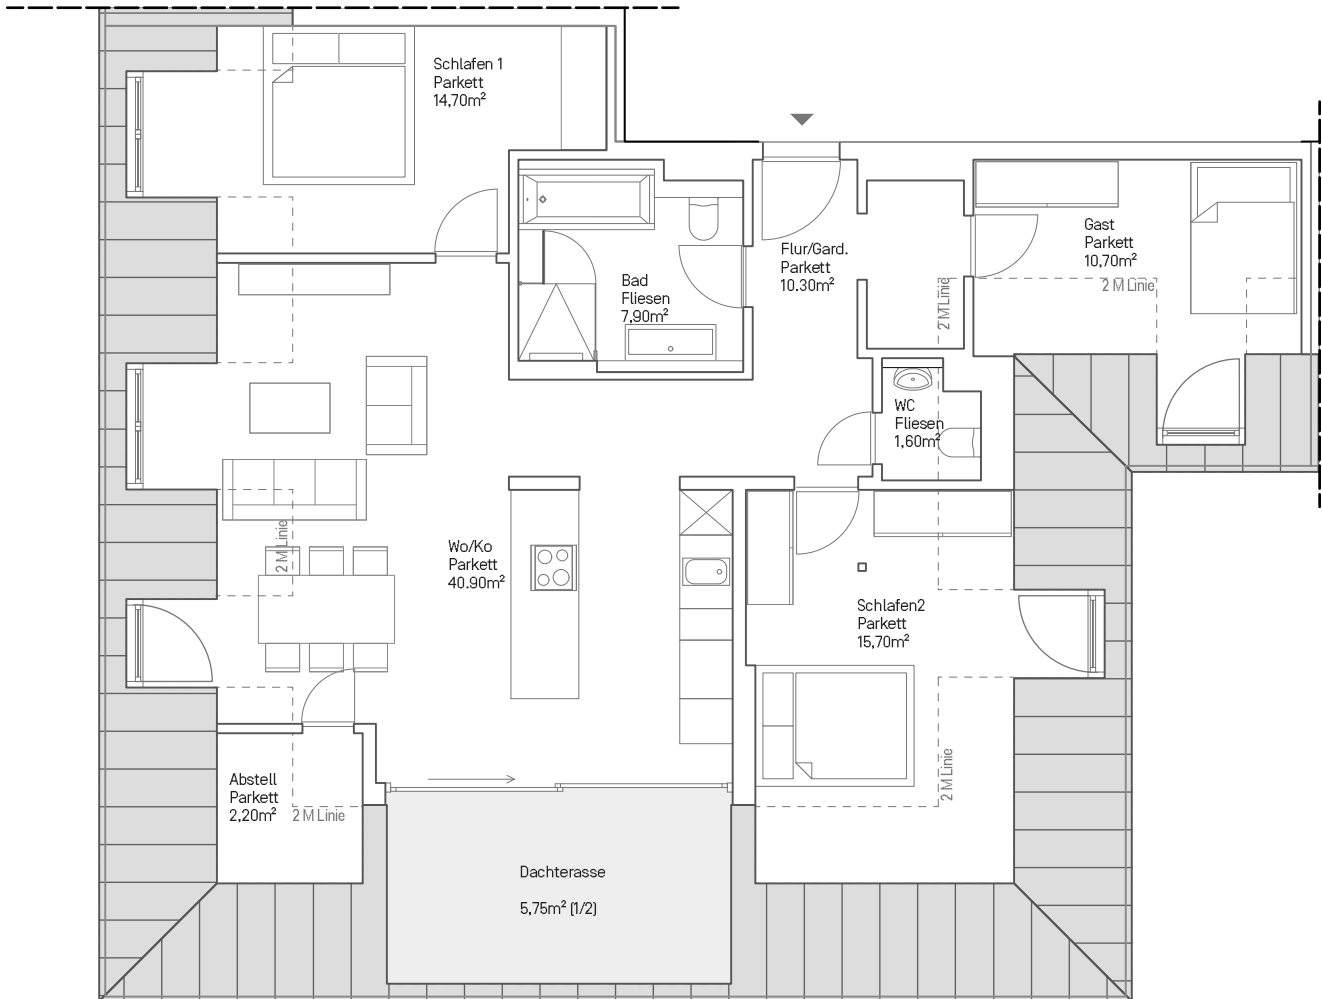 Schlafen 1
Parkett
14,70m²
Gast
Parkett
10,70m²
2 M Linie
Flur/Gard.
Parkett
10.30m²
2 M Linie
Bad
Fliesen
7,90m²
WC
Fliesen
1,60m²
2 M Linie
Wo/Ko
Parkett
40.90m²
Schlafen2
Parkett
15,70m²
2 M Linie
Abstell
Parkett
2,20m²
2 M Linie
Dachterasse
5,75m² (1/2)